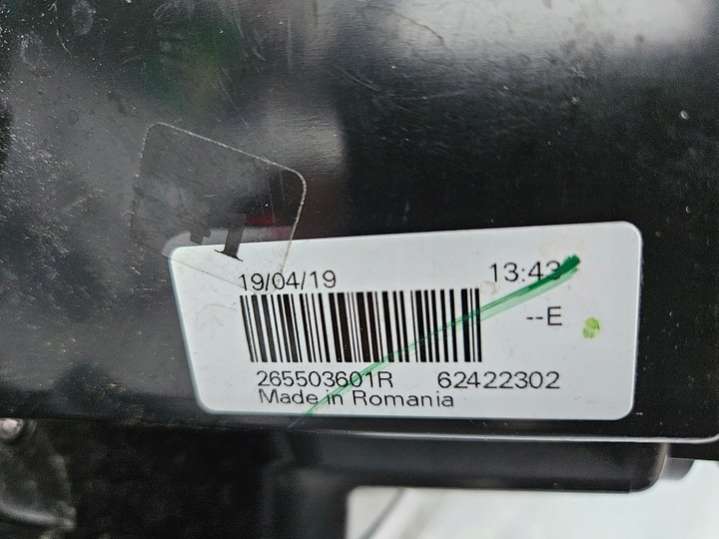 19/04/19 13:43
--E
265503601R 62422302
Made in Romania